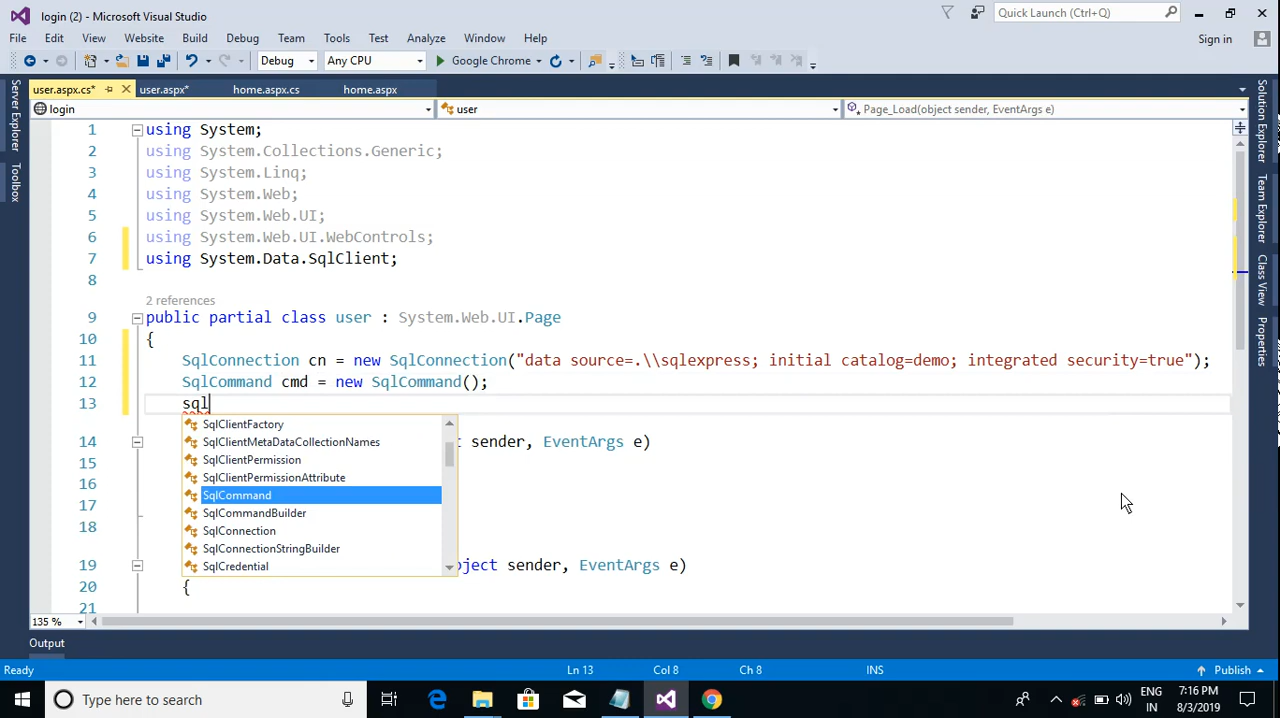 login (2) - Microsoft Visual Studio
Quick Launch (Ctrl+Q)
File Edit View Website Build Debug Team Tools Test Analyze Window Help
Sign in
Debug Any CPU Google Chrome
user.aspx.cs* user.aspx* home.aspx.cs home.aspx
login user Page_Load(object sender, EventArgs e)
Server Explorer
Toolbox
Solution Explorer
Team Explorer
Class View
Properties
1 using System;
2 using System.Collections.Generic;
3 using System.Linq;
4 using System.Web;
5 using System.Web.UI;
6 using System.Web.UI.WebControls;
7 using System.Data.SqlClient;
8
2 references
9 public partial class user : System.Web.UI.Page
10 {
11 SqlConnection cn = new SqlConnection("data source=.\\sqlexpress; initial catalog=demo; integrated security=true");
12 SqlCommand cmd = new SqlCommand();
13 sql
SqlClientFactory
14 t sender, EventArgs e)
SqlClientMetaDataCollectionNames
15 SqlClientPermission
SqlClientPermissionAttribute
16 SqlCommand
17 SqlCommandBuilder
18 SqlConnection
SqlConnectionStringBuilder
19 SqlCredential
bject sender, EventArgs e)
20 {
21
135 %
Output
Ready Ln 13 Col 8 Ch 8 INS Publish
Type here to search
ENG
IN
7:16 PM
8/3/2019